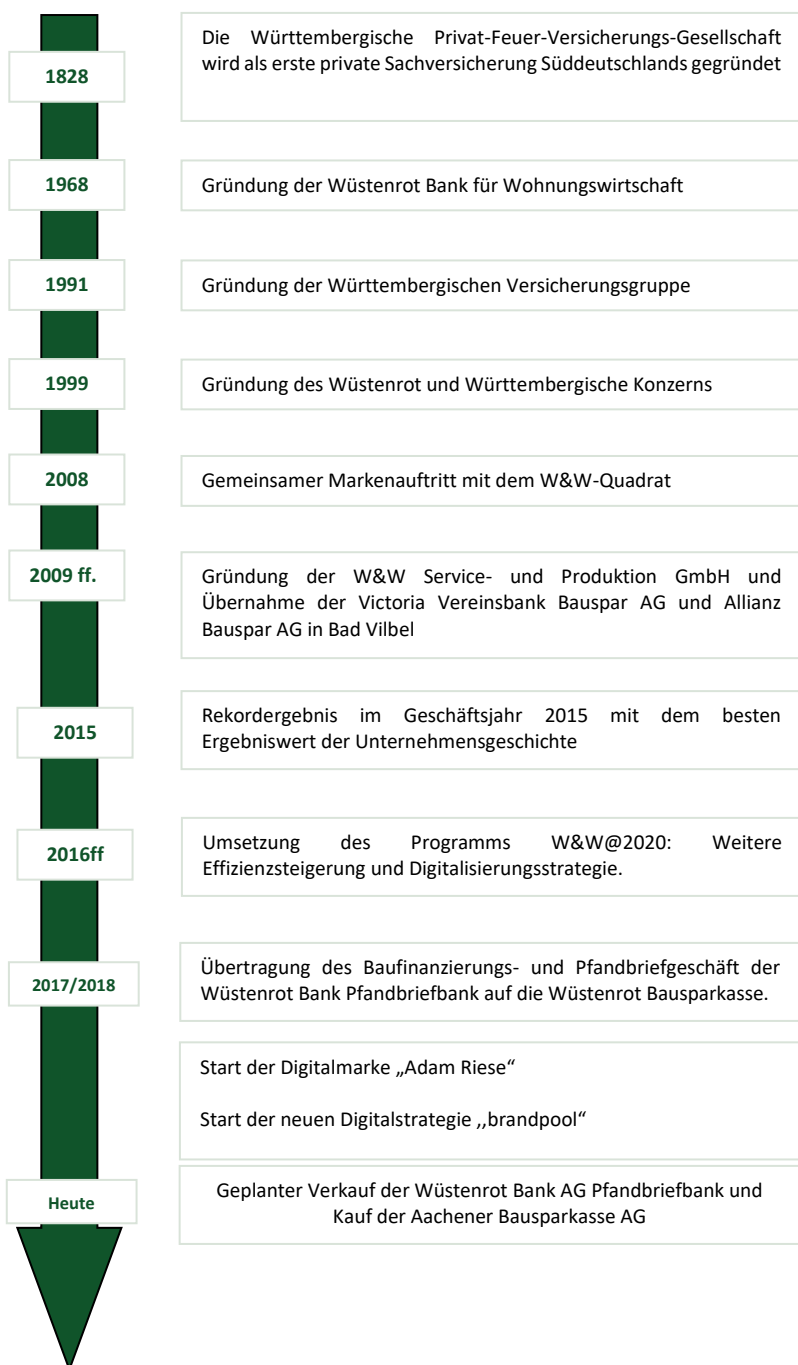 1828
Die Württembergische Privat-Feuer-Versicherungs-Gesellschaft
wird als erste private Sachversicherung Süddeutschlands gegründet
1968
Gründung der Wüstenrot Bank für Wohnungswirtschaft
1991
Gründung der Württembergischen Versicherungsgruppe
1999
Gründung des Wüstenrot und Württembergische Konzerns
2008
Gemeinsamer Markenauftritt mit dem W&W-Quadrat
2009 ff.
Gründung der W&W Service- und Produktion GmbH und
Übernahme der Victoria Vereinsbank Bauspar AG und Allianz
Bauspar AG in Bad Vilbel
2015
Rekordergebnis im Geschäftsjahr 2015 mit dem besten
Ergebniswert der Unternehmensgeschichte
2016ff
Umsetzung des Programms W&W@2020: Weitere
Effizienzsteigerung und Digitalisierungsstrategie.
2017/2018
Übertragung des Baufinanzierungs- und Pfandbriefgeschäft der
Wüstenrot Bank Pfandbriefbank auf die Wüstenrot Bausparkasse.
Start der Digitalmarke „Adam Riese“
Start der neuen Digitalstrategie ,,brandpool“
Heute
Geplanter Verkauf der Wüstenrot Bank AG Pfandbriefbank und
Kauf der Aachener Bausparkasse AG